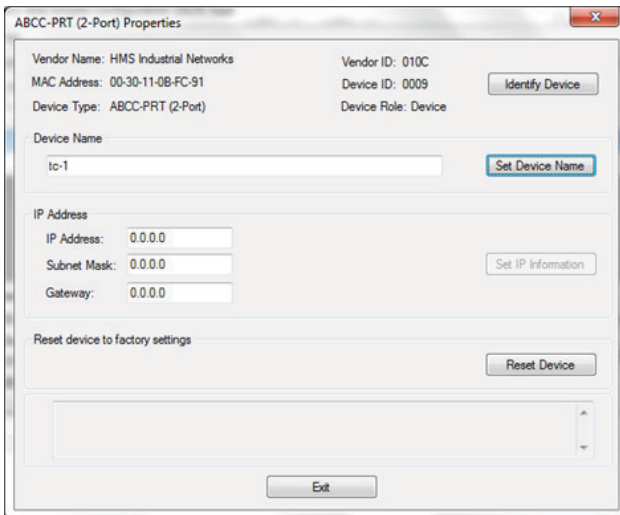 ABCC-PRT (2-Port) Properties
Vendor Name: HMS Industrial Networks
Vendor ID: 010C
MAC Address: 00-30-11-0B-FC-91
Device ID: 0009
Identify Device
Device Type: ABCC-PRT (2-Port)
Device Role: Device
Device Name
tc-1
Set Device Name
IP Address
IP Address: 0.0.0.0
Subnet Mask: 0.0.0.0
Set IP Information
Gateway: 0.0.0.0
Reset device to factory settings
Reset Device
Exit